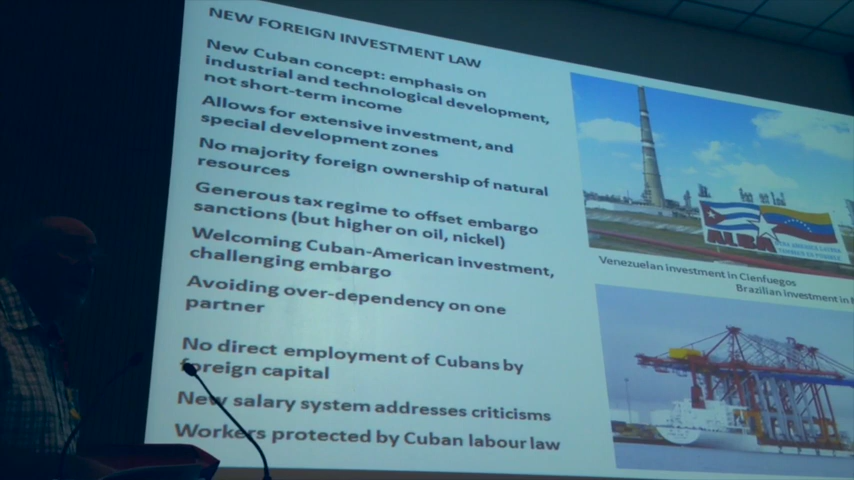 NEW FOREIGN INVESTMENT LAW
New Cuban concept: emphasis on
industrial and technological development,
not short-term income
Allows for extensive investment, and
special development zones
No majority foreign ownership of natural
resources
Generous tax regime to offset embargo
sanctions (but higher on oil, nickel)
Welcoming Cuban-American investment,
challenging embargo
Avoiding over-dependency on one
partner
No direct employment of Cubans by
foreign capital
New salary system addresses criticisms
Workers protected by Cuban labour law
ALBA
Venezuelan investment in Cienfuegos
Brazilian investment in